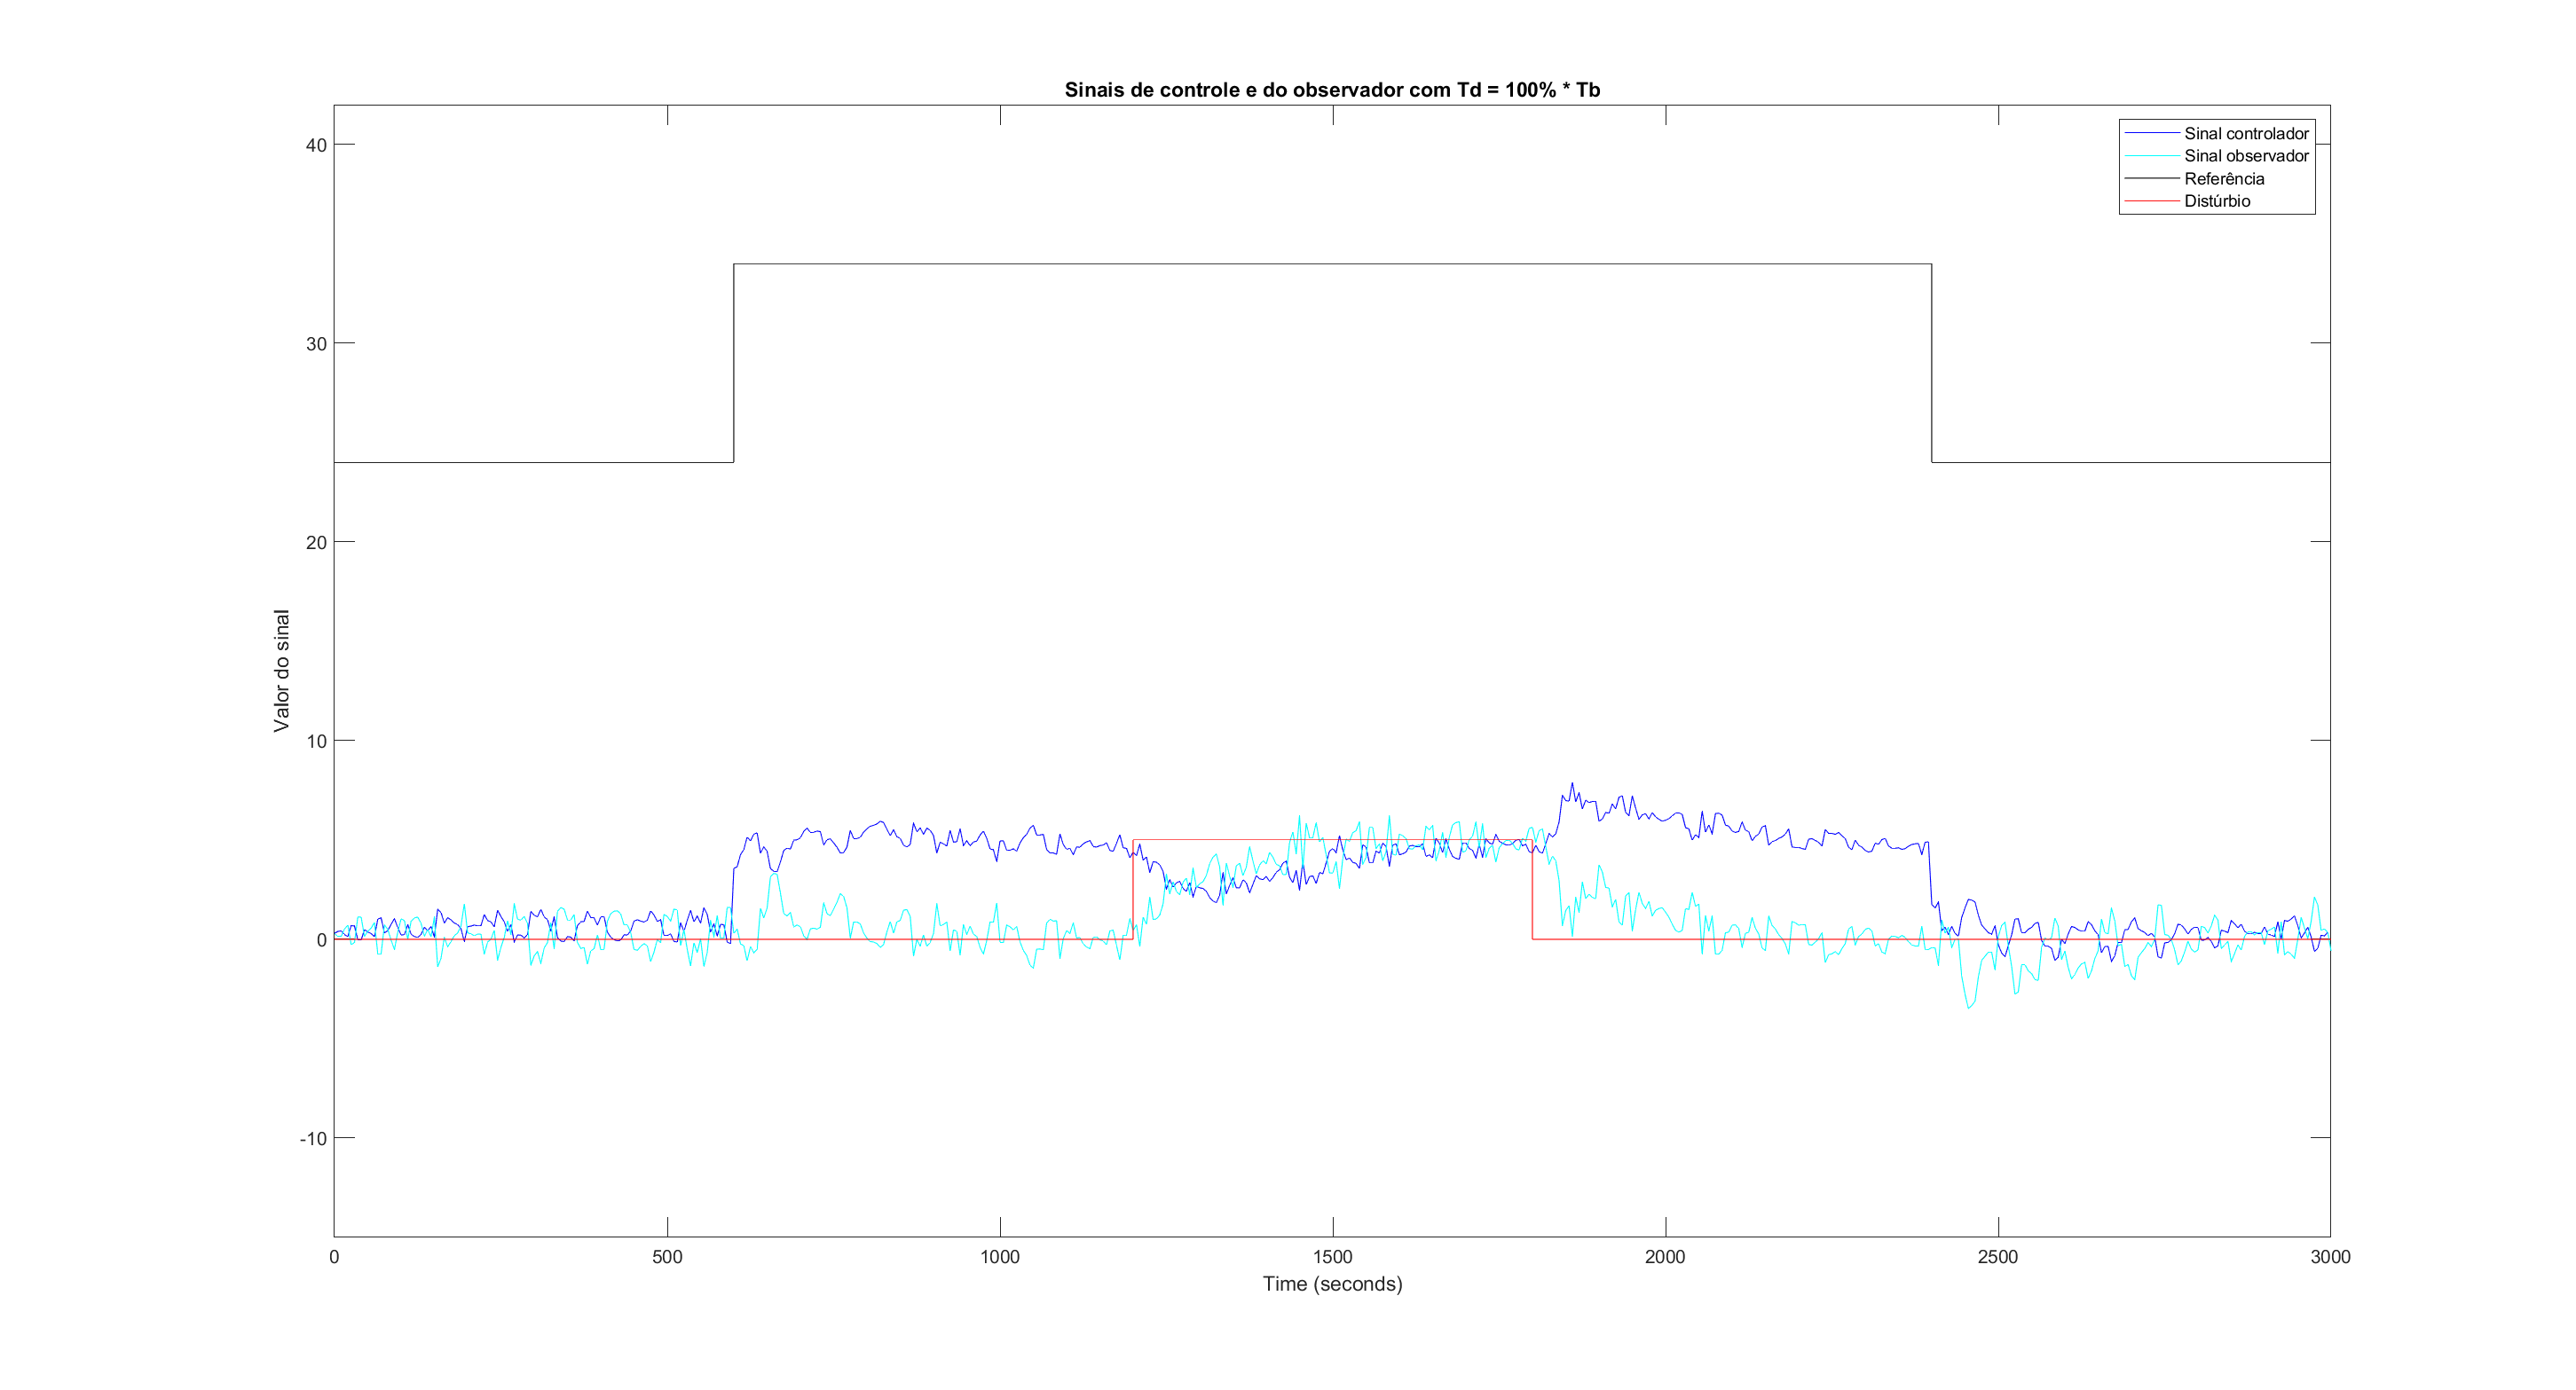 Sinais de controle e do observador com Td = 100% * Tb
Sinal controlador
Sinal observador
Referência
Distúrbio
40
30
20
10
0
-10
Valor do sinal
0 500 1000 1500 2000 2500 3000
Time (seconds)